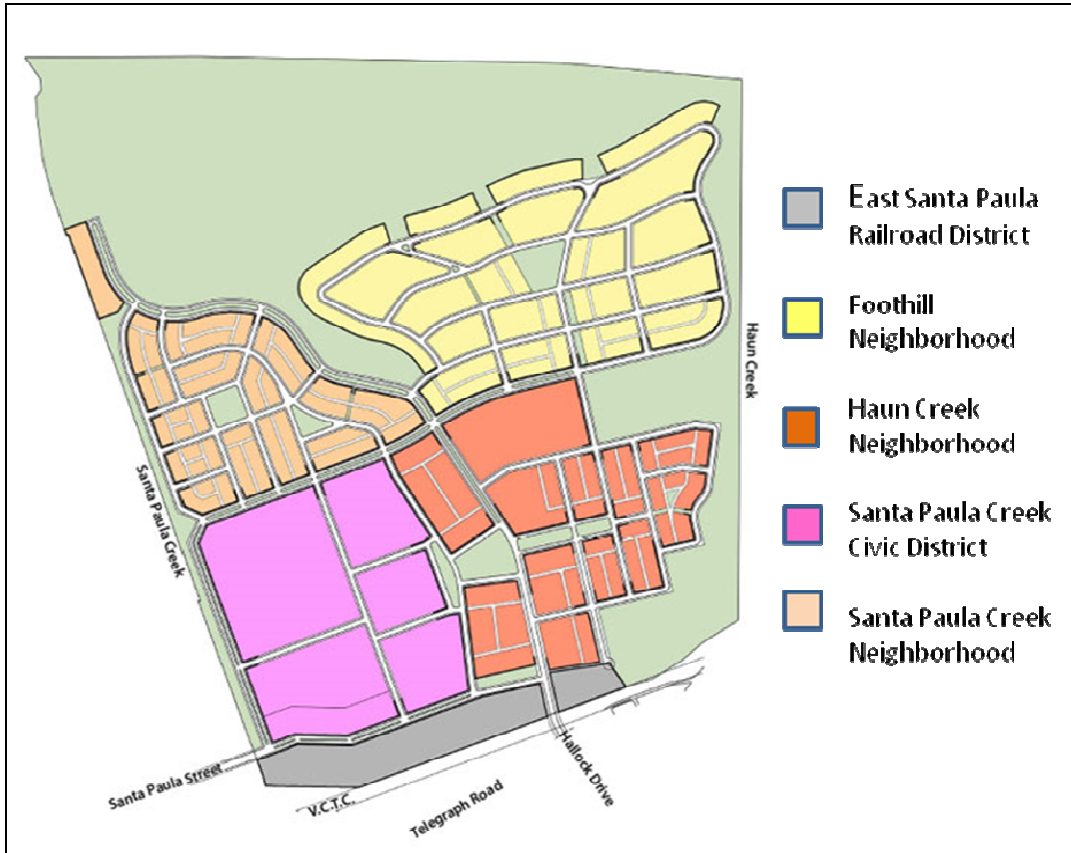 East Santa Paula
Railroad District
Foothill
Neighborhood
Haun Creek
Neighborhood
Santa Paula Creek
Civic District
Santa Paula Creek
Neighborhood
Haun Creek
Santa Paula Creek
Santa Paula Street
V.C.T.C.
Telegraph Road
Hallock Drive